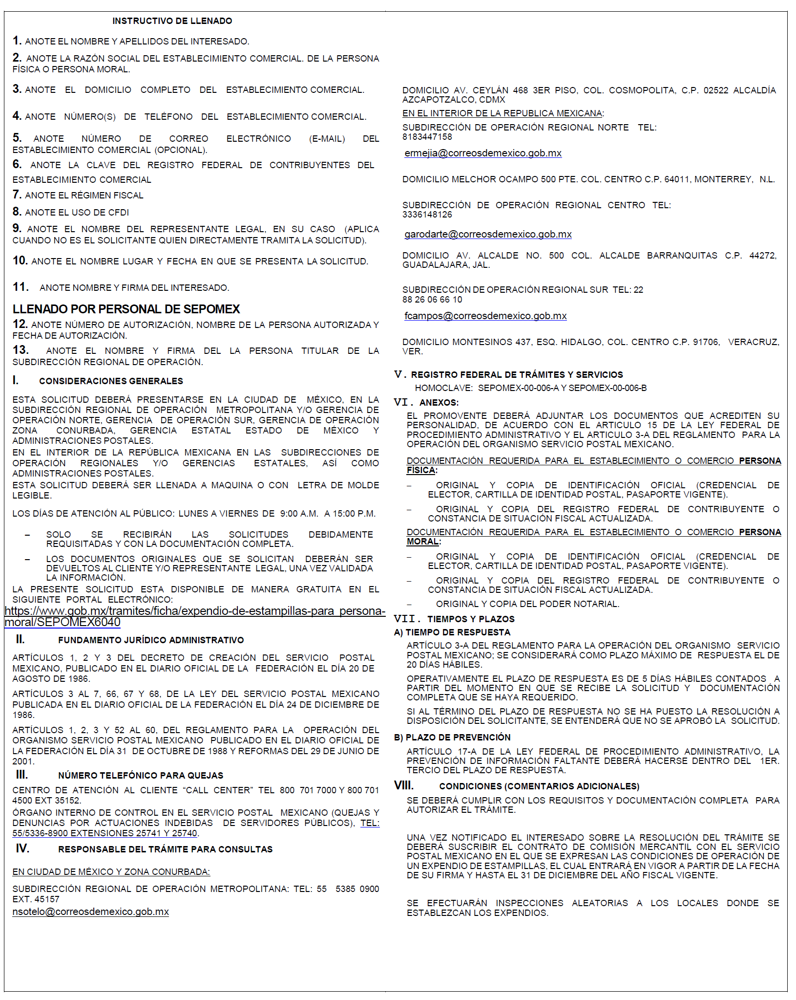 INSTRUCTIVO DE LLENADO
1. ANOTE EL NOMBRE Y APELLIDOS DEL INTERESADO.
2. ANOTE LA RAZÓN SOCIAL DEL ESTABLECIMIENTO COMERCIAL. DE LA PERSONA
FÍSICA O PERSONA MORAL.
3. ANOTE EL DOMICILIO COMPLETO DEL ESTABLECIMIENTO COMERCIAL.
4. ANOTE NÚMERO(S) DE TELÉFONO DEL ESTABLECIMIENTO COMERCIAL.
5. ANOTE NÚMERO DE CORREO ELECTRÓNICO (E-MAIL) DEL
ESTABLECIMIENTO COMERCIAL (OPCIONAL).
6. ANOTE LA CLAVE DEL REGISTRO FEDERAL DE CONTRIBUYENTES DEL
ESTABLECIMIENTO COMERCIAL
7. ANOTE EL RÉGIMEN FISCAL
8. ANOTE EL USO DE CFDI
9. ANOTE EL NOMBRE DEL REPRESENTANTE LEGAL, EN SU CASO (APLICA
CUANDO NO ES EL SOLICITANTE QUIEN DIRECTAMENTE TRAMITA LA SOLICITUD).
10. ANOTE EL NOMBRE LUGAR Y FECHA EN QUE SE PRESENTA LA SOLICITUD.
11. ANOTE NOMBRE Y FIRMA DEL INTERESADO.
LLENADO POR PERSONAL DE SEPOMEX
12. ANOTE NÚMERO DE AUTORIZACIÓN, NOMBRE DE LA PERSONA AUTORIZADA Y
FECHA DE AUTORIZACIÓN.
13. ANOTE EL NOMBRE Y FIRMA DEL LA PERSONA TITULAR DE LA
SUBDIRECCIÓN REGIONAL DE OPERACIÓN.
I. CONSIDERACIONES GENERALES
ESTA SOLICITUD DEBERÁ PRESENTARSE EN LA CIUDAD DE MÉXICO, EN LA
SUBDIRECCIÓN REGIONAL DE OPERACIÓN METROPOLITANA Y/O GERENCIA DE
OPERACIÓN NORTE, GERENCIA DE OPERACIÓN SUR, GERENCIA DE OPERACIÓN
ZONA CONURBADA, GERENCIA ESTATAL ESTADO DE MÉXICO Y
ADMINISTRACIONES POSTALES.
EN EL INTERIOR DE LA REPÚBLICA MEXICANA EN LAS SUBDIRECCIONES DE
OPERACIÓN REGIONALES Y/O GERENCIAS ESTATALES, ASÍ COMO
ADMINISTRACIONES POSTALES.
ESTA SOLICITUD DEBERÁ SER LLENADA A MAQUINA O CON LETRA DE MOLDE
LEGIBLE.
LOS DÍAS DE ATENCIÓN AL PÚBLICO: LUNES A VIERNES DE 9:00 A.M. A 15:00 P.M.
– SOLO SE RECIBIRÁN LAS SOLICITUDES DEBIDAMENTE
REQUISITADAS Y CON LA DOCUMENTACIÓN COMPLETA.
– LOS DOCUMENTOS ORIGINALES QUE SE SOLICITAN DEBERÁN SER
DEVUELTOS AL CLIENTE Y/O REPRESENTANTE LEGAL, UNA VEZ VALIDADA
LA INFORMACIÓN.
LA PRESENTE SOLICITUD ESTA DISPONIBLE DE MANERA GRATUITA EN EL
SIGUIENTE PORTAL ELECTRÓNICO:
https://www.gob.mx/tramites/ficha/expendio-de-estampillas-para persona-
moral/SEPOMEX6040
II. FUNDAMENTO JURÍDICO ADMINISTRATIVO
ARTÍCULOS 1, 2 Y 3 DEL DECRETO DE CREACIÓN DEL SERVICIO POSTAL
MEXICANO, PUBLICADO EN EL DIARIO OFICIAL DE LA FEDERACIÓN EL DÍA 20 DE
AGOSTO DE 1986.
ARTÍCULOS 3 AL 7, 66, 67 Y 68, DE LA LEY DEL SERVICIO POSTAL MEXICANO
PUBLICADA EN EL DIARIO OFICIAL DE LA FEDERACIÓN EL DÍA 24 DE DICIEMBRE DE
1986.
ARTÍCULOS 1, 2, 3 Y 52 AL 60, DEL REGLAMENTO PARA LA OPERACIÓN DEL
ORGANISMO SERVICIO POSTAL MEXICANO PUBLICADO EN EL DIARIO OFICIAL DE
LA FEDERACIÓN EL DÍA 31 DE OCTUBRE DE 1988 Y REFORMAS DEL 29 DE JUNIO DE
2001.
III. NÚMERO TELEFÓNICO PARA QUEJAS
CENTRO DE ATENCIÓN AL CLIENTE “CALL CENTER” TEL 800 701 7000 Y 800 701
4500 EXT 35152.
ÓRGANO INTERNO DE CONTROL EN EL SERVICIO POSTAL MEXICANO (QUEJAS Y
DENUNCIAS POR ACTUACIONES INDEBIDAS DE SERVIDORES PÚBLICOS), TEL:
55/5336-8900 EXTENSIONES 25741 Y 25740.
IV. RESPONSABLE DEL TRÁMITE PARA CONSULTAS
EN CIUDAD DE MÉXICO Y ZONA CONURBADA:
SUBDIRECCIÓN REGIONAL DE OPERACIÓN METROPOLITANA: TEL: 55 5385 0900
EXT. 45157
nsotelo@correosdemexico.gob.mx
DOMICILIO AV. CEYLÁN 468 3ER PISO, COL. COSMOPOLITA, C.P. 02522 ALCALDÍA
AZCAPOTZALCO, CDMX
EN EL INTERIOR DE LA REPUBLICA MEXICANA:
SUBDIRECCIÓN DE OPERACIÓN REGIONAL NORTE TEL:
8183447158
ermejia@correosdemexico.gob.mx
DOMICILIO MELCHOR OCAMPO 500 PTE. COL. CENTRO C.P. 64011, MONTERREY, N.L.
SUBDIRECCIÓN DE OPERACIÓN REGIONAL CENTRO TEL:
3336148126
garodarte@correosdemexico.gob.mx
DOMICILIO AV. ALCALDE NO. 500 COL. ALCALDE BARRANQUITAS C.P. 44272,
GUADALAJARA, JAL.
SUBDIRECCIÓN DE OPERACIÓN REGIONAL SUR TEL: 22
88 26 06 66 10
fcampos@correosdemexico.gob.mx
DOMICILIO MONTESINOS 437, ESQ. HIDALGO, COL. CENTRO C.P. 91706, VERACRUZ,
VER.
V. REGISTRO FEDERAL DE TRÁMITES Y SERVICIOS
HOMOCLAVE: SEPOMEX-00-006-A Y SEPOMEX-00-006-B
VI. ANEXOS:
EL PROMOVENTE DEBERÁ ADJUNTAR LOS DOCUMENTOS QUE ACREDITEN SU
PERSONALIDAD, DE ACUERDO CON EL ARTICULO 15 DE LA LEY FEDERAL DE
PROCEDIMIENTO ADMINISTRATIVO Y EL ARTICULO 3-A DEL REGLAMENTO PARA LA
OPERACIÓN DEL ORGANISMO SERVICIO POSTAL MEXICANO.
DOCUMENTACIÓN REQUERIDA PARA EL ESTABLECIMIENTO O COMERCIO PERSONA
FÍSICA:
– ORIGINAL Y COPIA DE IDENTIFICACIÓN OFICIAL (CREDENCIAL DE
ELECTOR, CARTILLA DE IDENTIDAD POSTAL, PASAPORTE VIGENTE).
– ORIGINAL Y COPIA DEL REGISTRO FEDERAL DE CONTRIBUYENTE O
CONSTANCIA DE SITUACIÓN FISCAL ACTUALIZADA.
DOCUMENTACIÓN REQUERIDA PARA EL ESTABLECIMIENTO O COMERCIO PERSONA
MORAL:
– ORIGINAL Y COPIA DE IDENTIFICACIÓN OFICIAL (CREDENCIAL DE
ELECTOR, CARTILLA DE IDENTIDAD POSTAL, PASAPORTE VIGENTE).
– ORIGINAL Y COPIA DEL REGISTRO FEDERAL DE CONTRIBUYENTE O
CONSTANCIA DE SITUACIÓN FISCAL ACTUALIZADA.
– ORIGINAL Y COPIA DEL PODER NOTARIAL.
VII. TIEMPOS Y PLAZOS
A) TIEMPO DE RESPUESTA
ARTÍCULO 3-A DEL REGLAMENTO PARA LA OPERACIÓN DEL ORGANISMO SERVICIO
POSTAL MEXICANO; SE CONSIDERARÁ COMO PLAZO MÁXIMO DE RESPUESTA EL DE
20 DÍAS HÁBILES.
OPERATIVAMENTE EL PLAZO DE RESPUESTA ES DE 5 DÍAS HÁBILES CONTADOS A
PARTIR DEL MOMENTO EN QUE SE RECIBE LA SOLICITUD Y DOCUMENTACIÓN
COMPLETA QUE SE HAYA REQUERIDO.
SI AL TÉRMINO DEL PLAZO DE RESPUESTA NO SE HA PUESTO LA RESOLUCIÓN A
DISPOSICIÓN DEL SOLICITANTE, SE ENTENDERÁ QUE NO SE APROBÓ LA SOLICITUD.
B) PLAZO DE PREVENCIÓN
ARTÍCULO 17-A DE LA LEY FEDERAL DE PROCEDIMIENTO ADMINISTRATIVO, LA
PREVENCIÓN DE INFORMACIÓN FALTANTE DEBERÁ HACERSE DENTRO DEL 1ER.
TERCIO DEL PLAZO DE RESPUESTA.
VIII. CONDICIONES (COMENTARIOS ADICIONALES)
SE DEBERÁ CUMPLIR CON LOS REQUISITOS Y DOCUMENTACIÓN COMPLETA PARA
AUTORIZAR EL TRÁMITE.
UNA VEZ NOTIFICADO EL INTERESADO SOBRE LA RESOLUCIÓN DEL TRÁMITE SE
DEBERÁ SUSCRIBIR EL CONTRATO DE COMISIÓN MERCANTIL CON EL SERVICIO
POSTAL MEXICANO EN EL QUE SE EXPRESAN LAS CONDICIONES DE OPERACIÓN DE
UN EXPENDIO DE ESTAMPILLAS, EL CUAL ENTRARÁ EN VIGOR A PARTIR DE LA FECHA
DE SU FIRMA Y HASTA EL 31 DE DICIEMBRE DEL AÑO FISCAL VIGENTE.
SE EFECTUARÁN INSPECCIONES ALEATORIAS A LOS LOCALES DONDE SE
ESTABLEZCAN LOS EXPENDIOS.